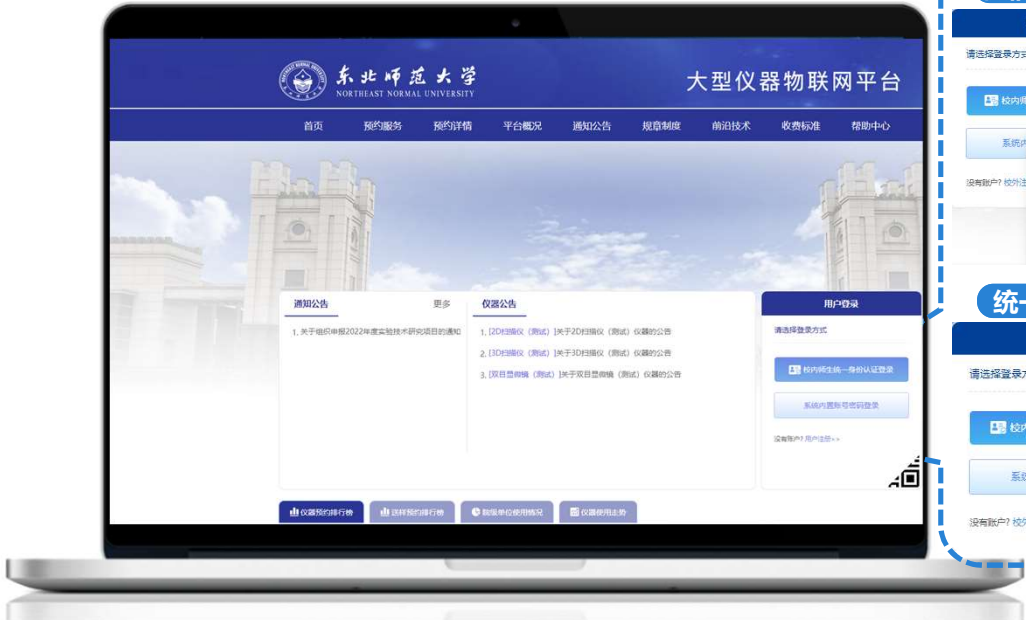 东北师范大学
NORTHEAST NORMAL UNIVERSITY
大型仪器物联网平台
首页 预约服务 预约详情 平台概况 通知公告 规章制度 前沿技术 收费标准 帮助中心
通知公告 更多
1. 关于组织申报2022年度实验技术研究项目的通知
仪器公告
1. [2D扫描仪（测试）]关于2D扫描仪（测试）仪器的公告
2. [3D扫描仪（测试）]关于3D扫描仪（测试）仪器的公告
3. [双目显微镜（测试）]关于双目显微镜（测试）仪器的公告
用户登录
请选择登录方式
校内师生统一身份认证登录
系统内置账号密码登录
没有账户? 用户注册>>
仪器预约排行榜 送样预约排行榜 院级单位使用情况 仪器使用走势
请选择登录方式
校内师
系统内
没有账户? 校外注
统一
请选择登录方
校内
系统
没有账户? 校外